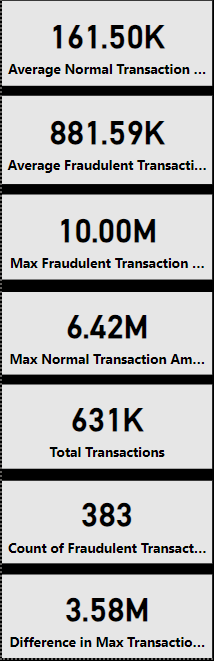 161.50K
Average Normal Transaction ...
881.59K
Average Fraudulent Transacti...
10.00M
Max Fraudulent Transaction ...
6.42M
Max Normal Transaction Am...
631K
Total Transactions
383
Count of Fraudulent Transact...
3.58M
Difference in Max Transactio...